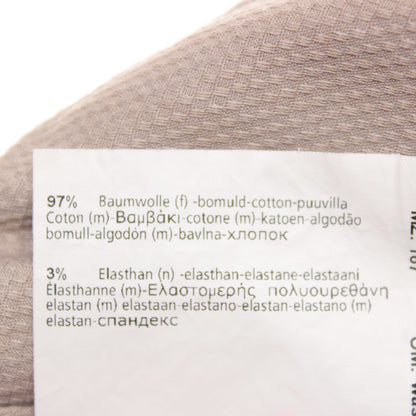 97% Baumwolle (f) -bomuld-cotton-puuvilla
Coton (m)-Βαμβάκι-cotone (m)-katoen-algodão
bomull-algodón (m)-bavlna-хлопок
3% Elasthan (n) -elasthan-elastane-elastaani
Élasthanne (m)-Ελαστομερής πολυουρεθάνη
elastan (m) elastaan-elastano-elastan-elastano (m)
elastan-спандекс